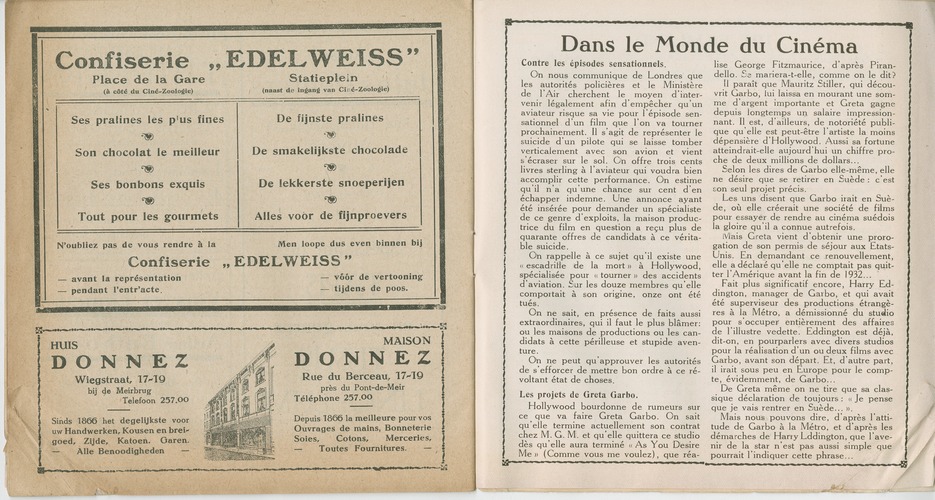 Confiserie „EDELWEISS”
Place de la Gare
(à côté du Ciné-Zoologie)
Statieplein
(naast de ingang van Ciné-Zoologie)
Ses pralines les plus fines
Son chocolat le meilleur
Ses bonbons exquis
Tout pour les gourmets
De fijnste pralines
De smakelijkste chocolade
De lekkerste snoeperijen
Alles voor de fijnproevers
N'oubliez pas de vous rendre à la
Men loope dus even binnen bij
Confiserie „EDELWEISS”
— avant la représentation
— pendant l'entr'acte.
— vôôr de vertooning
— tijdens de poos.
HUIS
DONNEZ
Wiegstraat, 17-19
bij de Meirbrug
Telefoon 257.00
Sinds 1866 het degelijkste voor
uw Handwerken, Kousen en brei-
goed, Zijde, Katoen. Garen.
— Alle Benoodigheden —
MAISON
DONNEZ
Rue du Berceau, 17-19
près du Pont-de-Meir
Téléphone 257.00
Depuis 1866 la meilleure pour vos
Ouvrages de mains, Bonneterie
Soies, Cotons, Merceries,
— Toutes Fournitures. —
Dans le Monde du Cinéma
Contre les épisodes sensationnels.
On nous communique de Londres que
les autorités policières et le Ministère
de l'Air cherchent le moyen d'inter-
venir légalement afin d'empêcher qu'un
aviateur risque sa vie pour l'épisode sen-
sationnel d'un film que l'on va tourner
prochainement. Il s'agit de représenter le
suicide d'un pilote qui se laisse tomber
verticalement avec son avion et vient
s'écraser sur le sol. On offre trois cents
livres sterling à l'aviateur qui voudra bien
accomplir cette performance. On estime
qu'il n'a qu'une chance sur cent d'en
échapper indemne. Une annonce ayant
été insérée pour demander un spécialiste
de ce genre d'exploits, la maison produc-
trice du film en question a reçu plus de
quarante offres de candidats à ce vérita-
ble suicide.
On rappelle à ce sujet qu'il existe une
« escadrille de la mort » à Hollywood,
spécialisée pour « tourner » des accidents
d'aviation. Sur les douze membres qu'elle
comportait à son origine, onze ont été
tués.
On ne sait, en présence de faits aussi
extraordinaires, qui il faut le plus blâmer:
ou les maisons de productions ou les can-
didats à cette périlleuse et stupide aven-
ture.
On ne peut qu'approuver les autorités
de s'efforcer de mettre bon ordre à ce ré-
voltant état de choses.
Les projets de Greta Garbo.
Hollywood bourdonne de rumeurs sur
ce que va faire Greta Garbo. On sait
qu'elle termine actuellement son contrat
chez M. G. M. et qu'elle quittera ce studio
dès qu'elle aura terminé « As You Desire
Me » (Comme vous me voulez), que réa-
lise George Fitzmaurice, d'après Piran-
dello. Se mariera-t-elle, comme on le dit?
Il paraît que Mauritz Stiller, qui décou-
vrit Garbo, lui laissa en mourant une som-
me d'argent importante et Greta gagne
depuis longtemps un salaire impression-
nant. Il est, d'ailleurs, de notoriété publi-
que qu'elle est peut-être l'artiste la moins
dépensière d'Hollywood. Aussi sa fortune
atteindrait-elle aujourd'hui un chiffre pro-
che de deux millions de dollars...
Selon les dires de Garbo elle-même, elle
ne désire que se retirer en Suède : c'est
son seul projet précis.
Les uns disent que Garbo irait en Suè-
de, où elle créerait une société de films
pour essayer de rendre au cinéma suédois
la gloire qu'il a connue autrefois.
Mais Greta vient d'obtenir une proro-
gation de son permis de séjour aux Etats-
Unis. En demandant ce renouvellement,
elle a déclaré qu'elle ne comptait pas quit-
ter l'Amérique avant la fin de 1932...
Fait plus significatif encore, Harry Ed-
dington, manager de Garbo, et qui avait
été superviseur des productions étrangè-
res à la Métro, a démissionné du studio
pour s'occuper entièrement des affaires
de l'illustre vedette. Eddington est déjà,
dit-on, en pourparlers avec divers studios
pour la réalisation d'un ou deux films avec
Garbo, avant son départ. Et, d'autre part,
il irait sous peu en Europe pour le comp-
te, évidemment, de Garbo...
De Greta même on ne tire que sa clas-
sique déclaration de toujours : « Je pense
que je vais rentrer en Suède... ».
Mais nous pouvons dire, d'après l'atti-
tude de Garbo à la Métro, et d'après les
démarches de Harry Eddington, que l'ave-
nir de la star n'est pas aussi simple que
pourrait l'indiquer cette phrase...